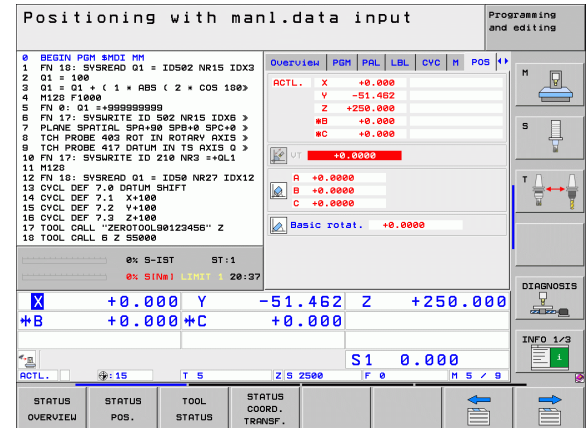 Positioning with manl.data input
Programming
and editing
0 BEGIN PGM $MDI MM
1 FN 18: SYSREAD Q1 = ID502 NR15 IDX3
2 Q1 = 100
3 Q1 = Q1 + ( 1 * ABS ( 2 * COS 180»
4 M128 F1000
5 FN 0: Q1 =+999999999
6 FN 17: SYSWRITE ID 502 NR15 IDX6 »
7 PLANE SPATIAL SPA+90 SPB+0 SPC+0 »
8 TCH PROBE 403 ROT IN ROTARY AXIS »
9 TCH PROBE 417 DATUM IN TS AXIS Q »
10 FN 17: SYSWRITE ID 210 NR3 =+QL1
11 M128
12 FN 18: SYSREAD Q1 = ID50 NR27 IDX12
13 CYCL DEF 7.0 DATUM SHIFT
14 CYCL DEF 7.1 X+100
15 CYCL DEF 7.2 Y+100
16 CYCL DEF 7.3 Z+100
17 TOOL CALL "ZEROTOOL90123456" Z
18 TOOL CALL 6 Z S5000
0% S-IST ST:1
0% S[Nm] LIMIT 1 20:37
Overview PGM PAL LBL CYC M POS
ACTL. X +0.000
Y -51.462
Z +250.000
*B +0.000
*C +0.000
VT +0.0000
A +0.0000
B +0.0000
C +0.0000
Basic rotat. +0.0000
X +0.000 Y -51.462 Z +250.000
*B +0.000 *C +0.000
S1 0.000
ACTL. :15 T 5 Z S 2500 F 0 M 5 / 9
M
S
T
DIAGNOSIS
INFO 1/3
STATUS
OVERVIEW
STATUS
POS.
TOOL
STATUS
STATUS
COORD.
TRANSF.